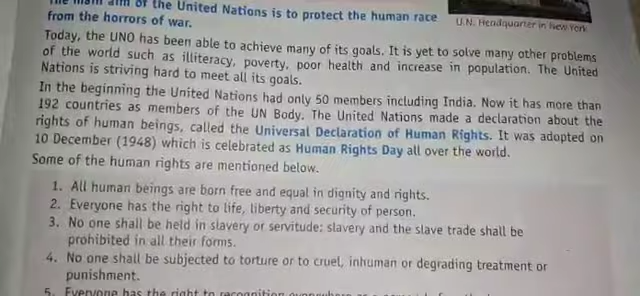 The main aim of the United Nations is to protect the human race
from the horrors of war.
U.N. Headquarter in New York
Today, the UNO has been able to achieve many of its goals. It is yet to solve many other problems
of the world such as illiteracy, poverty, poor health and increase in population. The United
Nations is striving hard to meet all its goals.
In the beginning the United Nations had only 50 members including India. Now it has more than
192 countries as members of the UN Body. The United Nations made a declaration about the
rights of human beings, called the Universal Declaration of Human Rights. It was adopted on
10 December (1948) which is celebrated as Human Rights Day all over the world.
Some of the human rights are mentioned below.
1. All human beings are born free and equal in dignity and rights.
2. Everyone has the right to life, liberty and security of person.
3. No one shall be held in slavery or servitude: slavery and the slave trade shall be
prohibited in all their forms.
4. No one shall be subjected to torture or to cruel, inhuman or degrading treatment or
punishment.
5. Everyone has the right to recognition